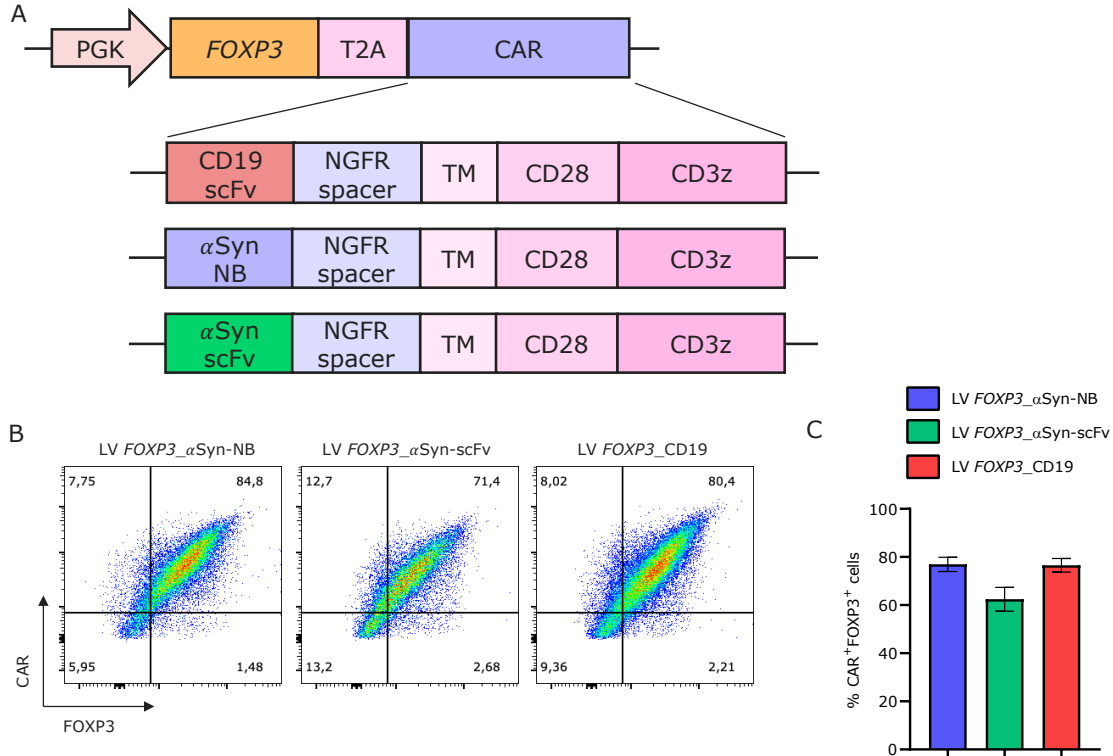 A
PGK
FOXP3
T2A
CAR
CD19
scFv
NGFR
spacer
TM
CD28
CD3z
αSyn
NB
NGFR
spacer
TM
CD28
CD3z
αSyn
scFv
NGFR
spacer
TM
CD28
CD3z
B
LV FOXP3_αSyn-NB
7,75
84,8
5,95
1,48
LV FOXP3_αSyn-scFv
12,7
71,4
13,2
2,68
LV FOXP3_CD19
8,02
80,4
9,36
2,21
CAR
FOXP3
C
LV FOXP3_αSyn-NB
LV FOXP3_αSyn-scFv
LV FOXP3_CD19
% CAR+FOXP3+ cells
100
80
60
40
20
0